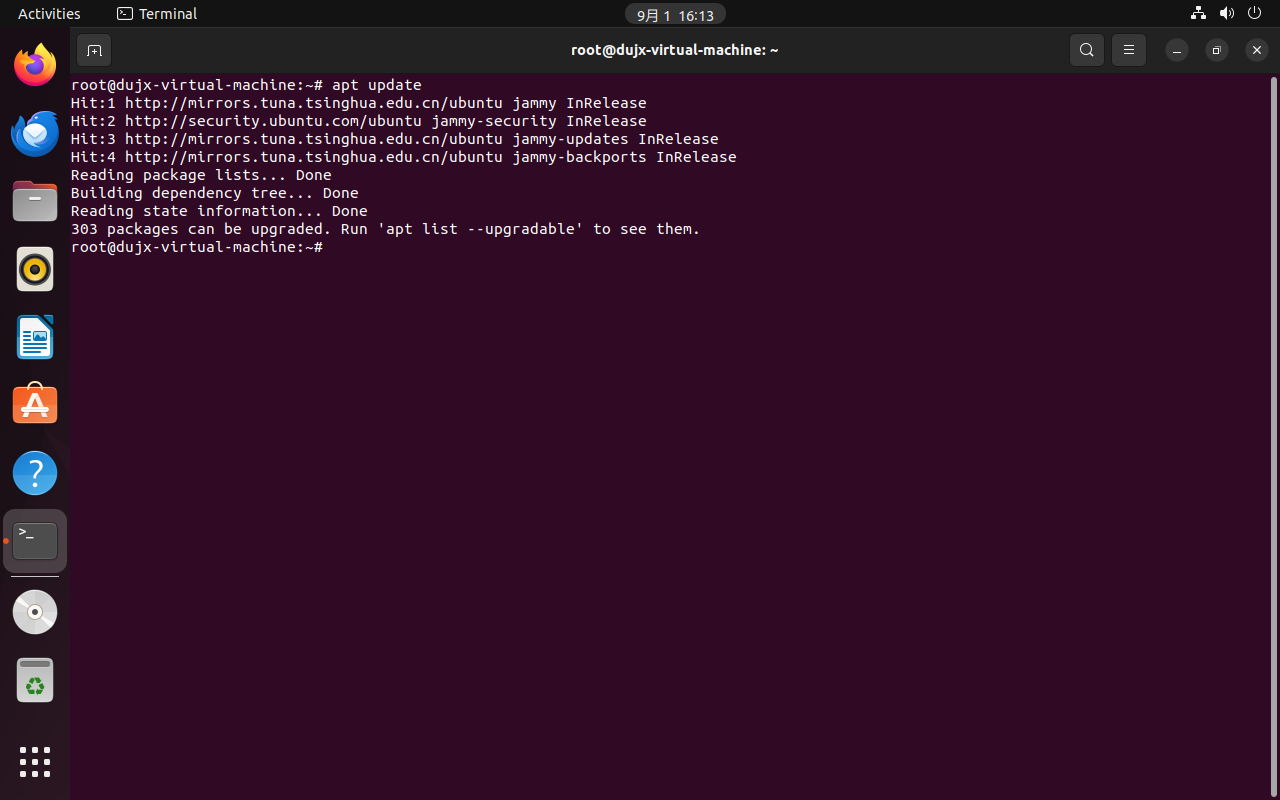 Activities
Terminal
9月 1 16:13
root@dujx-virtual-machine: ~
root@dujx-virtual-machine:~# apt update
Hit:1 http://mirrors.tuna.tsinghua.edu.cn/ubuntu jammy InRelease
Hit:2 http://security.ubuntu.com/ubuntu jammy-security InRelease
Hit:3 http://mirrors.tuna.tsinghua.edu.cn/ubuntu jammy-updates InRelease
Hit:4 http://mirrors.tuna.tsinghua.edu.cn/ubuntu jammy-backports InRelease
Reading package lists... Done
Building dependency tree... Done
Reading state information... Done
303 packages can be upgraded. Run 'apt list --upgradable' to see them.
root@dujx-virtual-machine:~#